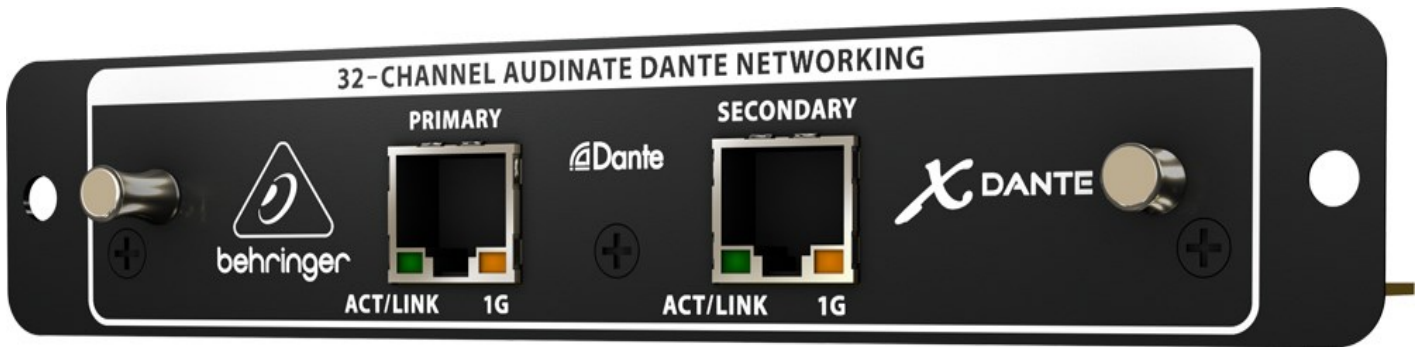 32-CHANNEL AUDINATE DANTE NETWORKING
PRIMARY
SECONDARY
Dante
behringer
X DANTE
ACT/LINK 1G
ACT/LINK 1G